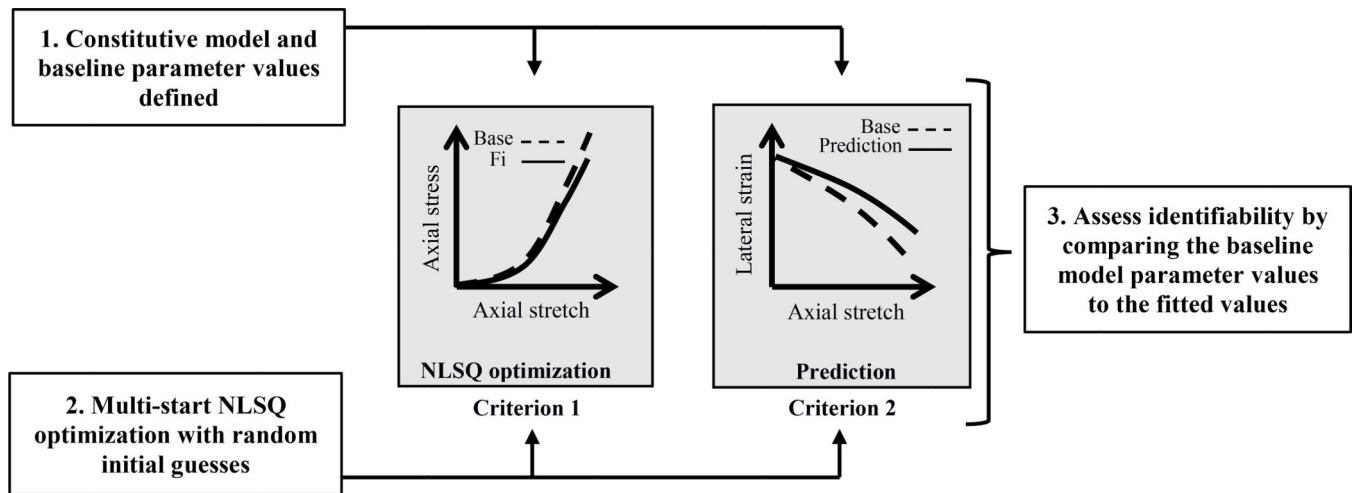 1. Constitutive model and
baseline parameter values
defined
Base
Fi
Axial stress
Axial stretch
NLSQ optimization
Criterion 1
Base
Prediction
Lateral strain
Axial stretch
Prediction
Criterion 2
3. Assess identifiability by
comparing the baseline
model parameter values
to the fitted values
2. Multi-start NLSQ
optimization with random
initial guesses